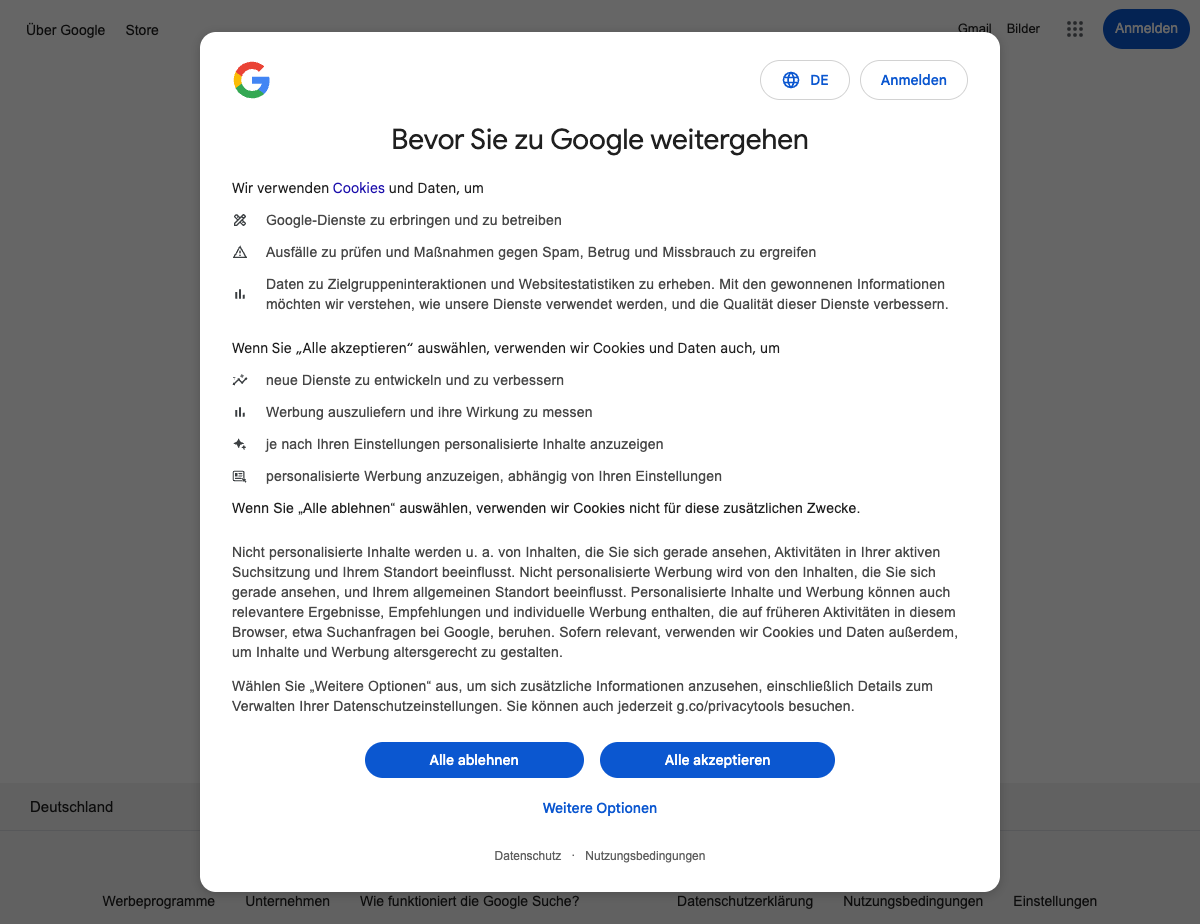 Über Google Store
Gmail Bilder Anmelden
DE Anmelden
Bevor Sie zu Google weitergehen
Wir verwenden Cookies und Daten, um
Google-Dienste zu erbringen und zu betreiben
Ausfälle zu prüfen und Maßnahmen gegen Spam, Betrug und Missbrauch zu ergreifen
Daten zu Zielgruppeninteraktionen und Websitestatistiken zu erheben. Mit den gewonnenen Informationen
möchten wir verstehen, wie unsere Dienste verwendet werden, und die Qualität dieser Dienste verbessern.
Wenn Sie „Alle akzeptieren“ auswählen, verwenden wir Cookies und Daten auch, um
neue Dienste zu entwickeln und zu verbessern
Werbung auszuliefern und ihre Wirkung zu messen
je nach Ihren Einstellungen personalisierte Inhalte anzuzeigen
personalisierte Werbung anzuzeigen, abhängig von Ihren Einstellungen
Wenn Sie „Alle ablehnen“ auswählen, verwenden wir Cookies nicht für diese zusätzlichen Zwecke.
Nicht personalisierte Inhalte werden u. a. von Inhalten, die Sie sich gerade ansehen, Aktivitäten in Ihrer aktiven
Suchsitzung und Ihrem Standort beeinflusst. Nicht personalisierte Werbung wird von den Inhalten, die Sie sich
gerade ansehen, und Ihrem allgemeinen Standort beeinflusst. Personalisierte Inhalte und Werbung können auch
relevantere Ergebnisse, Empfehlungen und individuelle Werbung enthalten, die auf früheren Aktivitäten in diesem
Browser, etwa Suchanfragen bei Google, beruhen. Sofern relevant, verwenden wir Cookies und Daten außerdem,
um Inhalte und Werbung altersgerecht zu gestalten.
Wählen Sie „Weitere Optionen“ aus, um sich zusätzliche Informationen anzusehen, einschließlich Details zum
Verwalten Ihrer Datenschutzeinstellungen. Sie können auch jederzeit g.co/privacytools besuchen.
Alle ablehnen Alle akzeptieren
Weitere Optionen
Deutschland
Datenschutz · Nutzungsbedingungen
Werbeprogramme Unternehmen Wie funktioniert die Google Suche? Datenschutzerklärung Nutzungsbedingungen Einstellungen